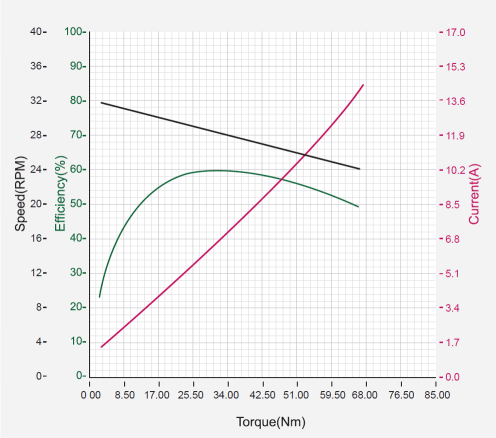 40- 100- -17.0
36- 90- -15.3
32- 80- -13.6
28- 70- -11.9
24- 60- -10.2
20- 50- -8.5
16- 40- -6.8
12- 30- -5.1
8- 20- -3.4
4- 10- -1.7
0- 0- -0.0
Speed(RPM)
Efficiency(%)
Current(A)
0 00 8.50 17.00 25.50 34.00 42.50 51.00 59.50 68.00 76.50 85.00
Torque(Nm)